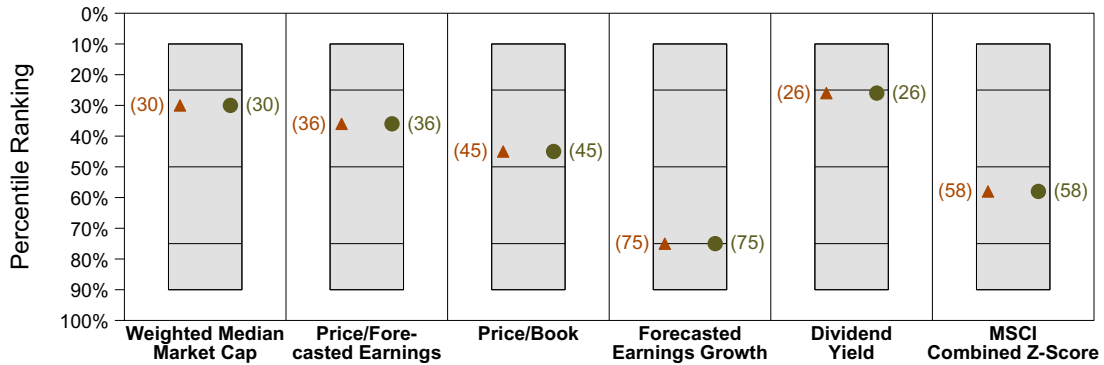 Percentile Ranking
0%
10%
20%
30%
40%
50%
60%
70%
80%
90%
100%
(30) (30)
(36) (36)
(45) (45)
(75) (75)
(26) (26)
(58) (58)
Weighted Median
Market Cap
Price/Fore-
casted Earnings
Price/Book
Forecasted
Earnings Growth
Dividend
Yield
MSCI
Combined Z-Score